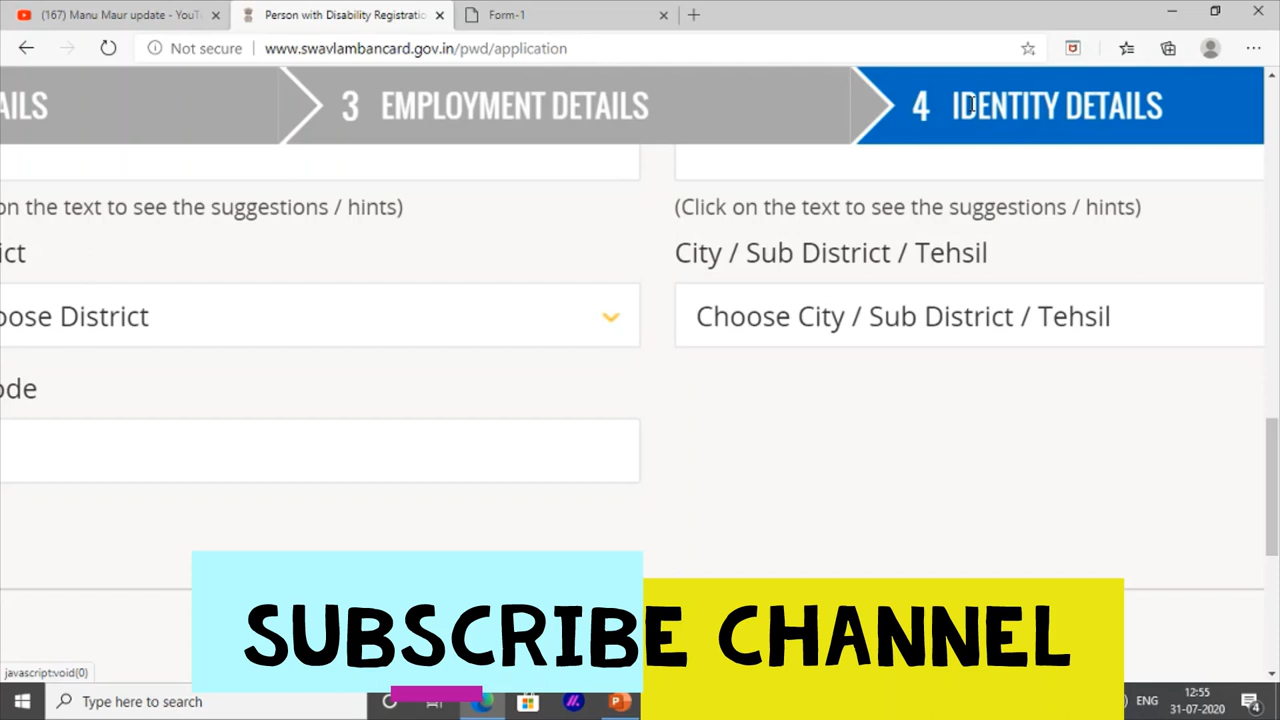 (167) Manu Maur update - YouT
Person with Disability Registratio
Form-1
Not secure
www.swavlambancard.gov.in/pwd/application
AILS
3 EMPLOYMENT DETAILS
4 IDENTITY DETAILS
on the text to see the suggestions / hints)
(Click on the text to see the suggestions / hints)
ict
City / Sub District / Tehsil
oose District
Choose City / Sub District / Tehsil
ode
SUBSCRIBE CHANNEL
javascript:void(0)
Type here to search
ENG
12:55
31-07-2020
4